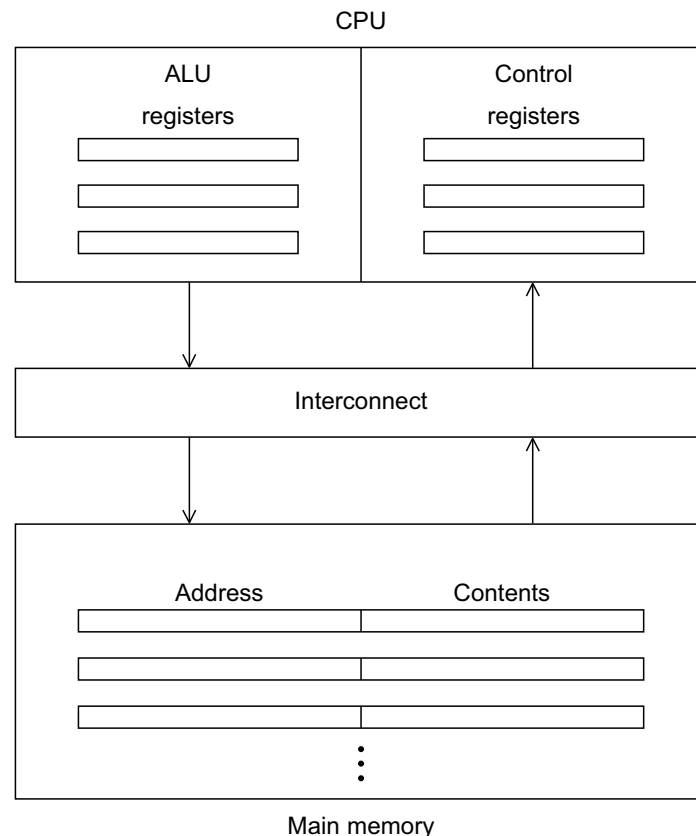 CPU
ALU
registers
Control
registers
Interconnect
Address
Contents
Main memory